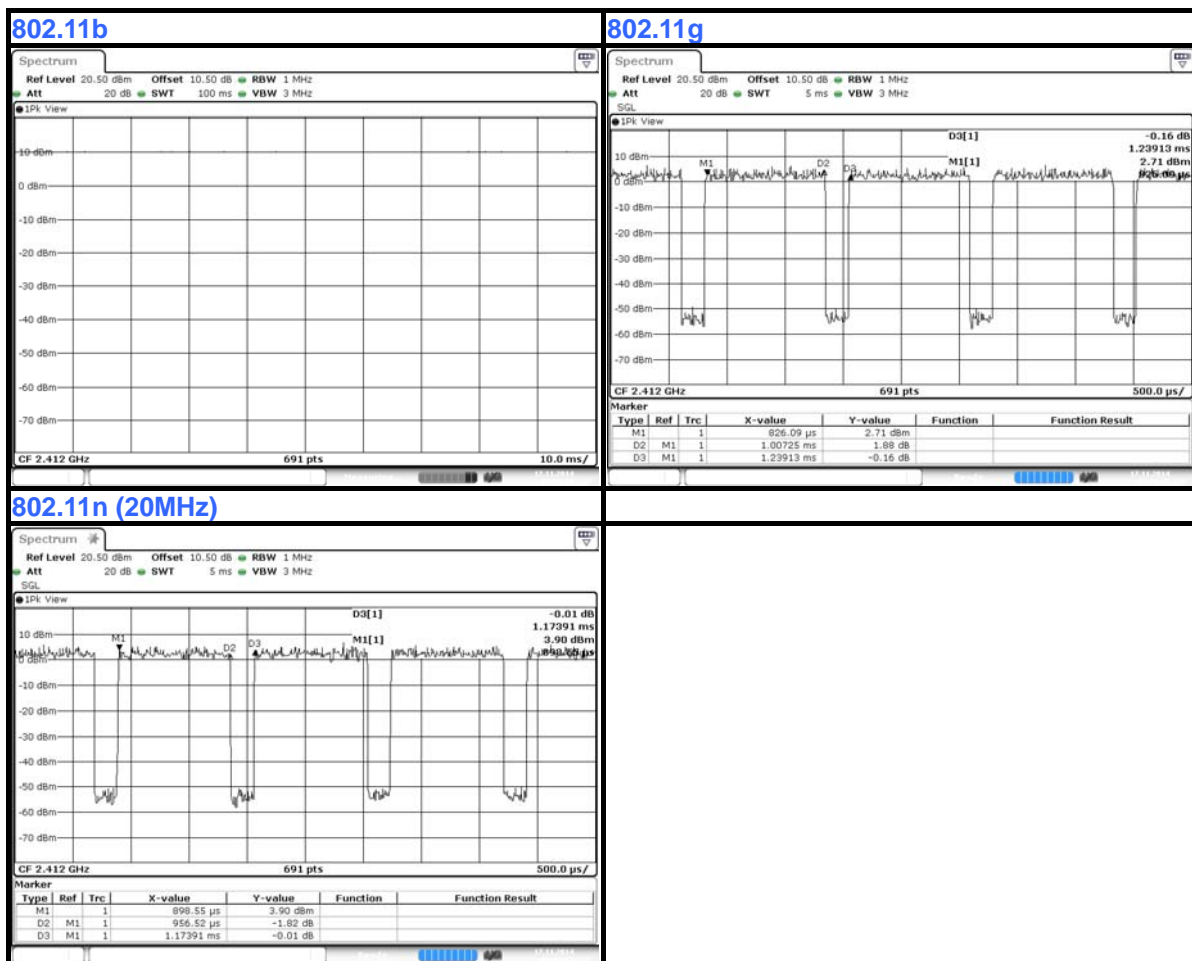 802.11b
Spectrum
Ref Level 20.50 dBm Offset 10.50 dB RBW 1 MHz
Att 20 dB SWT 100 ms VBW 3 MHz
1Pk View
10 dBm
0 dBm
-10 dBm
-20 dBm
-30 dBm
-40 dBm
-50 dBm
-60 dBm
-70 dBm
CF 2.412 GHz 691 pts 10.0 ms/
802.11g
Spectrum
Ref Level 20.50 dBm Offset 10.50 dB RBW 1 MHz
Att 20 dB SWT 5 ms VBW 3 MHz
SGL
1Pk View
D3[1] -0.16 dB
1.23913 ms
M1[1] 2.71 dBm
826.09 µs
M1 D2 D3
10 dBm
0 dBm
-10 dBm
-20 dBm
-30 dBm
-40 dBm
-50 dBm
-60 dBm
-70 dBm
CF 2.412 GHz 691 pts 500.0 µs/
Marker
Type Ref Trc X-value Y-value Function Function Result
M1 1 826.09 µs 2.71 dBm
D2 M1 1 1.00725 ms 1.88 dB
D3 M1 1 1.23913 ms -0.16 dB
802.11n (20MHz)
Spectrum
Ref Level 20.50 dBm Offset 10.50 dB RBW 1 MHz
Att 20 dB SWT 5 ms VBW 3 MHz
SGL
1Pk View
D3[1] -0.01 dB
1.17391 ms
M1[1] 3.90 dBm
898.55 µs
M1 D2 D3
10 dBm
0 dBm
-10 dBm
-20 dBm
-30 dBm
-40 dBm
-50 dBm
-60 dBm
-70 dBm
CF 2.412 GHz 691 pts 500.0 µs/
Marker
Type Ref Trc X-value Y-value Function Function Result
M1 1 898.55 µs 3.90 dBm
D2 M1 1 956.52 µs -1.82 dB
D3 M1 1 1.17391 ms -0.01 dB